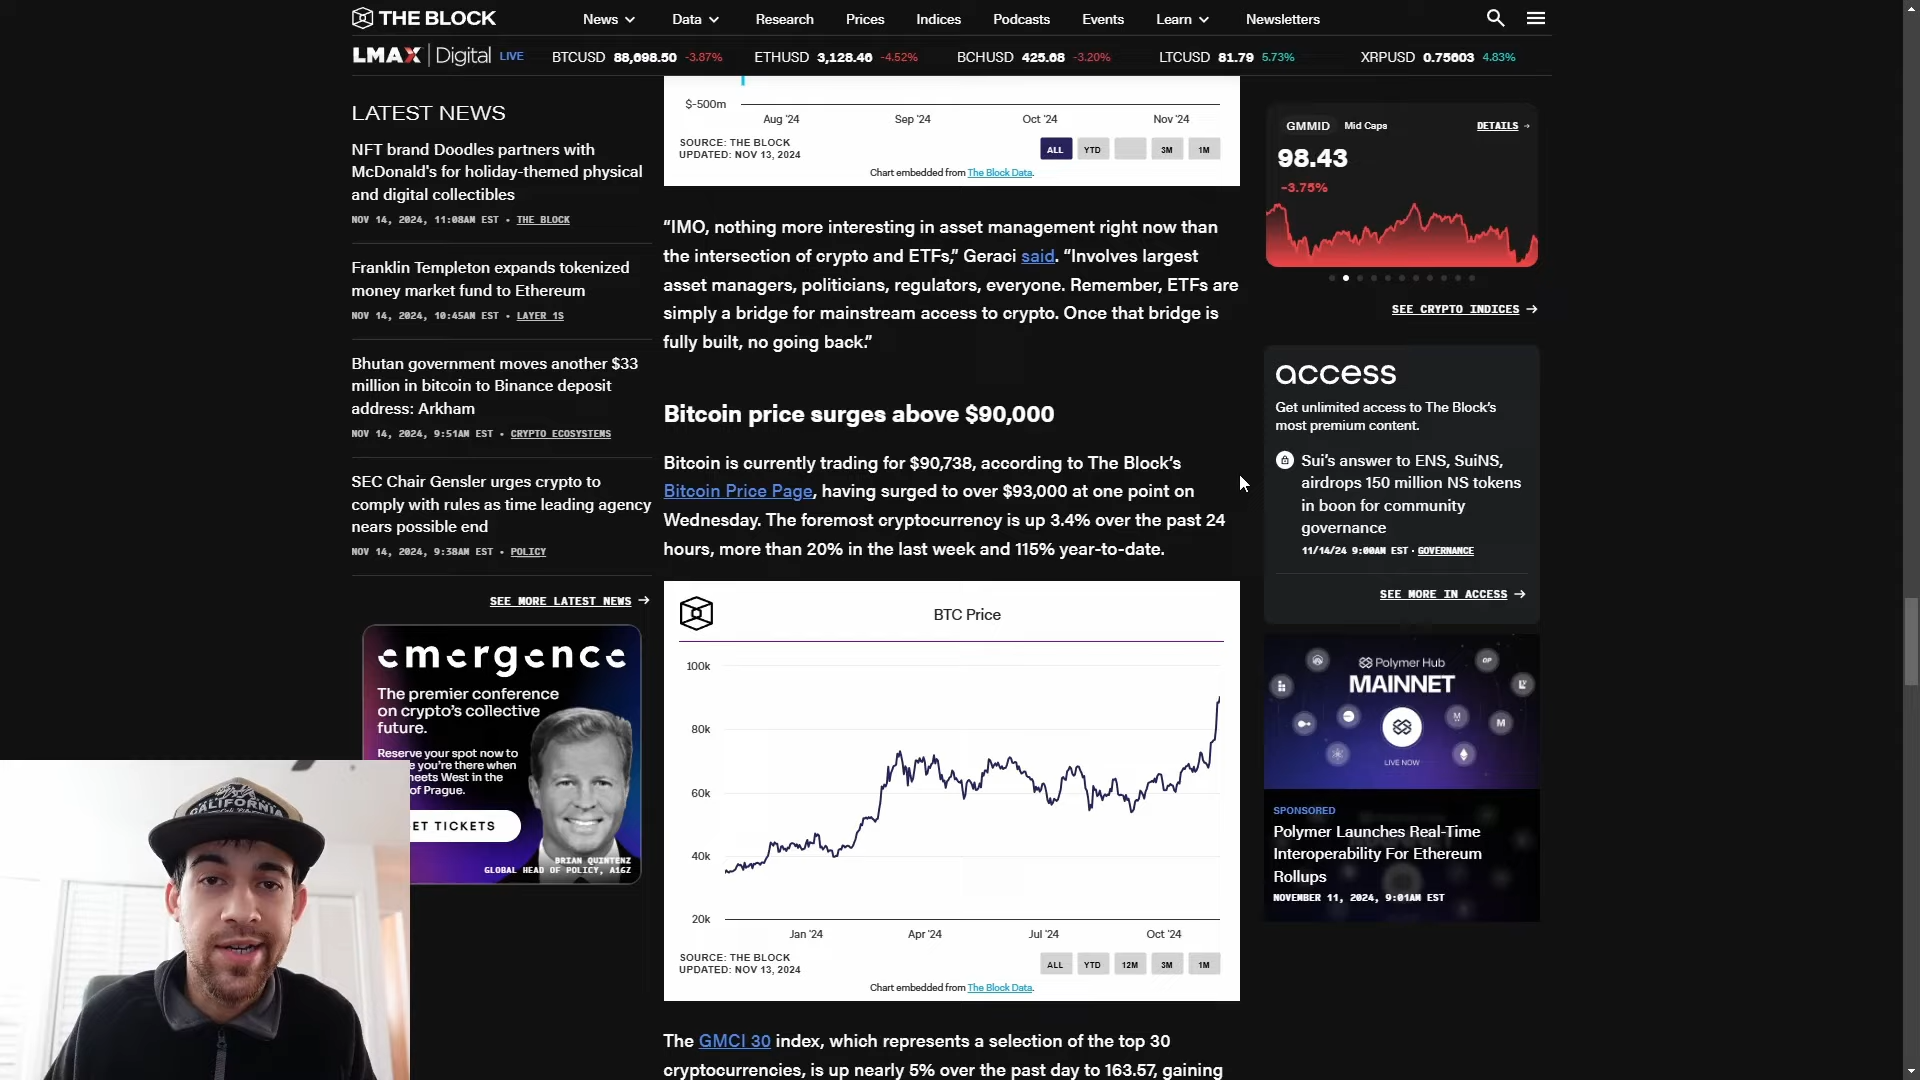 THE BLOCK
News
Data
Research
Prices
Indices
Podcasts
Events
Learn
Newsletters
LMAX Digital LIVE
BTCUSD 88,698.50 -3.87%
ETHUSD 3,128.46 -4.52%
BCHUSD 425.68 -3.20%
LTCUSD 81.79 5.73%
XRPUSD 0.75603 4.83%
LATEST NEWS
NFT brand Doodles partners with
McDonald's for holiday-themed physical
and digital collectibles
NOV 14, 2024, 11:08AM EST • THE BLOCK
Franklin Templeton expands tokenized
money market fund to Ethereum
NOV 14, 2024, 10:45AM EST • LAYER 1S
Bhutan government moves another $33
million in bitcoin to Binance deposit
address: Arkham
NOV 14, 2024, 9:51AM EST • CRYPTO ECOSYSTEMS
SEC Chair Gensler urges crypto to
comply with rules as time leading agency
nears possible end
NOV 14, 2024, 9:38AM EST • POLICY
SEE MORE LATEST NEWS →
emergence
The premier conference
on crypto's collective
future.
Reserve your spot now to
e you're there when
meets West in the
of Prague.
ET TICKETS
BRIAN QUINTENZ
GLOBAL HEAD OF POLICY, A16Z
CALIFORNIA
$-500m
Aug '24
Sep '24
Oct '24
Nov '24
SOURCE: THE BLOCK
UPDATED: NOV 13, 2024
ALL
YTD
3M
1M
Chart embedded from The Block Data.
“IMO, nothing more interesting in asset management right now than
the intersection of crypto and ETFs,” Geraci said. “Involves largest
asset managers, politicians, regulators, everyone. Remember, ETFs are
simply a bridge for mainstream access to crypto. Once that bridge is
fully built, no going back.”
Bitcoin price surges above $90,000
Bitcoin is currently trading for $90,738, according to The Block’s
Bitcoin Price Page, having surged to over $93,000 at one point on
Wednesday. The foremost cryptocurrency is up 3.4% over the past 24
hours, more than 20% in the last week and 115% year-to-date.
BTC Price
100k
80k
60k
40k
20k
Jan '24
Apr '24
Jul '24
Oct '24
SOURCE: THE BLOCK
UPDATED: NOV 13, 2024
ALL
YTD
12M
3M
1M
Chart embedded from The Block Data.
The GMCI 30 index, which represents a selection of the top 30
cryptocurrencies, is up nearly 5% over the past day to 163.57, gaining
GMMID Mid Caps
DETAILS →
98.43
-3.75%
SEE CRYPTO INDICES →
access
Get unlimited access to The Block's
most premium content.
Sui's answer to ENS, SuiNS,
airdrops 150 million NS tokens
in boon for community
governance
11/14/24 9:00AM EST • GOVERNANCE
SEE MORE IN ACCESS →
Polymer Hub
MAINNET
OP
M
M
LIVE NOW
SPONSORED
Polymer Launches Real-Time
Interoperability For Ethereum
Rollups
NOVEMBER 11, 2024, 9:01AM EST